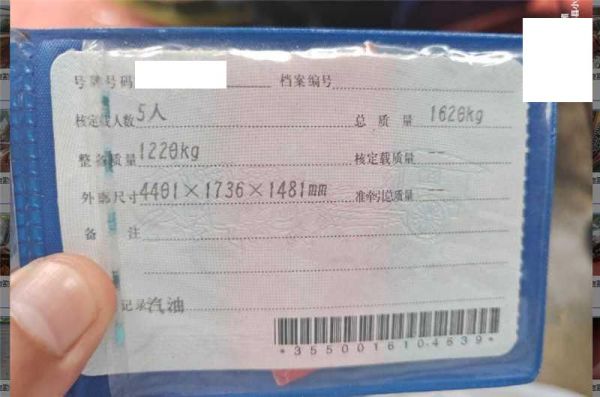 号牌号码 档案编号
核定载人数 5人 总 质 量 1620kg
整备质量 1220kg 核定载质量 --
外廓尺寸 4401×1736×1481mm 准牵引总质量 --
备 注
记录 汽油
*3550016104639*